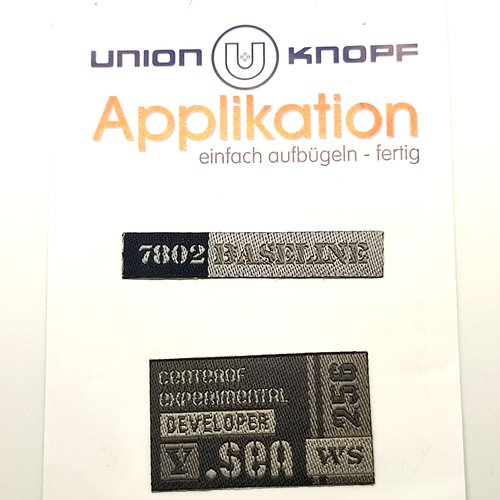 UNION U KNOPF
Applikation
einfach aufbügeln - fertig
7802 BASELINE
CENTEROF
EXPERIMENTAL
DEVELOPER
Y .SEA
256
WS